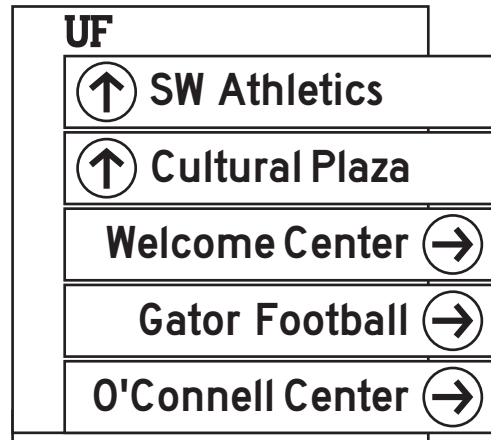 UF
SW Athletics
Cultural Plaza
Welcome Center
Gator Football
O'Connell Center